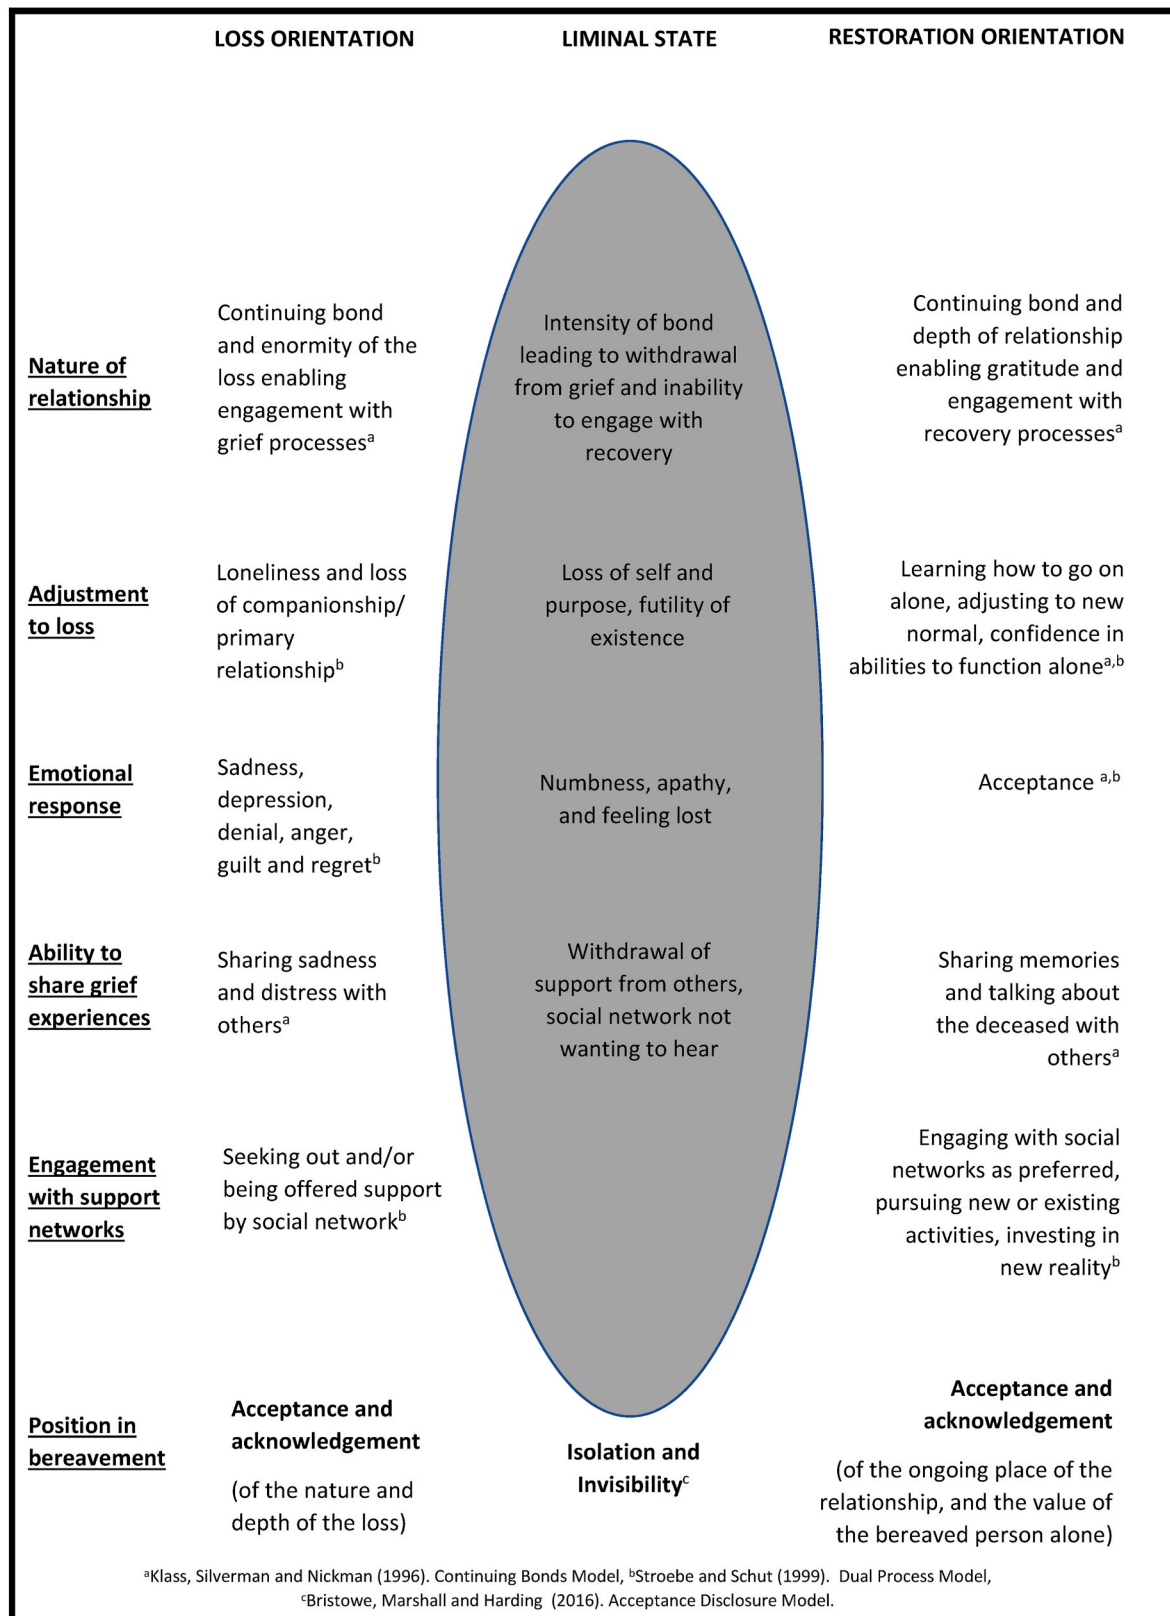 LOSS ORIENTATION LIMINAL STATE RESTORATION ORIENTATION
Nature of
relationship
Continuing bond
and enormity of the
loss enabling
engagement with
grief processesᵃ
Intensity of bond
leading to withdrawal
from grief and inability
to engage with
recovery
Continuing bond and
depth of relationship
enabling gratitude and
engagement with
recovery processesᵃ
Adjustment
to loss
Loneliness and loss
of companionship/
primary
relationshipᵇ
Loss of self and
purpose, futility of
existence
Learning how to go on
alone, adjusting to new
normal, confidence in
abilities to function aloneᵃ,ᵇ
Emotional
response
Sadness,
depression,
denial, anger,
guilt and regretᵇ
Numbness, apathy,
and feeling lost
Acceptance ᵃ,ᵇ
Ability to
share grief
experiences
Sharing sadness
and distress with
othersᵃ
Withdrawal of
support from others,
social network not
wanting to hear
Sharing memories
and talking about
the deceased with
othersᵃ
Engagement
with support
networks
Seeking out and/or
being offered support
by social networkᵇ
Engaging with social
networks as preferred,
pursuing new or existing
activities, investing in
new realityᵇ
Position in
bereavement
Acceptance and
acknowledgement
(of the nature and
depth of the loss)
Isolation and
Invisibilityᶜ
Acceptance and
acknowledgement
(of the ongoing place of the
relationship, and the value of
the bereaved person alone)
ᵃKlass, Silverman and Nickman (1996). Continuing Bonds Model, ᵇStroebe and Schut (1999).  Dual Process Model,
ᶜBristowe, Marshall and Harding  (2016). Acceptance Disclosure Model.